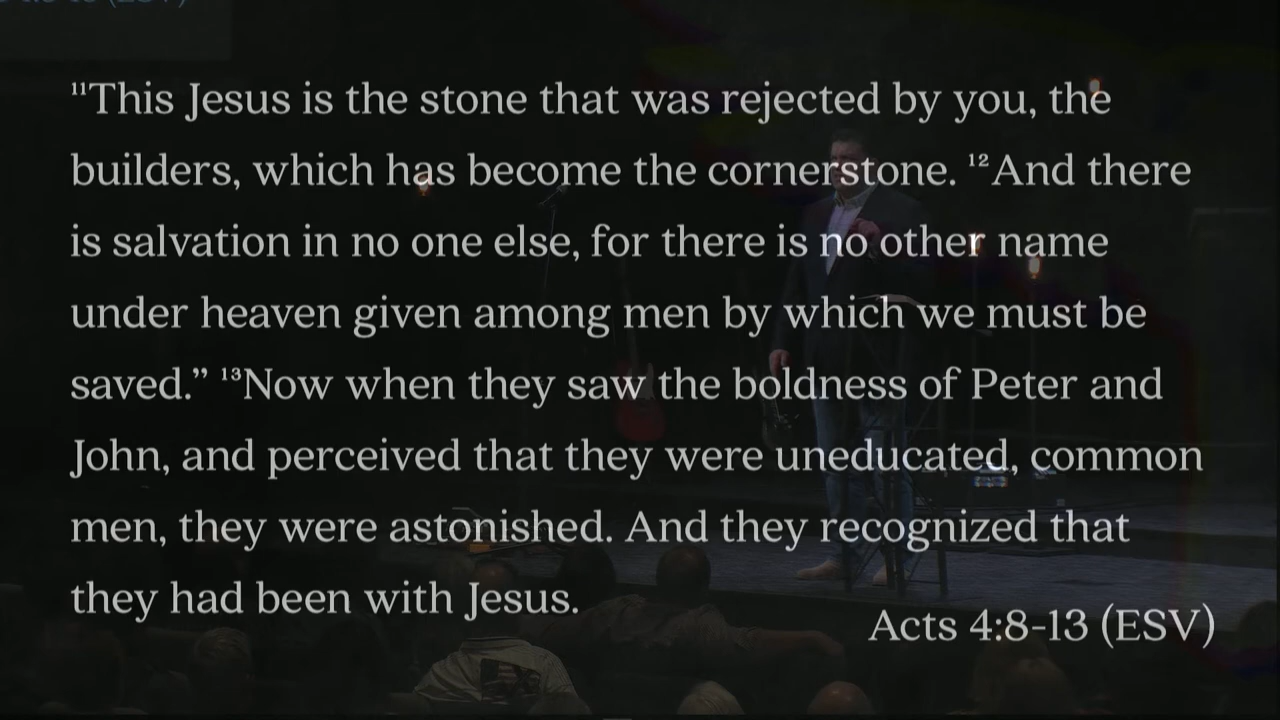 ¹¹This Jesus is the stone that was rejected by you, the
builders, which has become the cornerstone. ¹²And there
is salvation in no one else, for there is no other name
under heaven given among men by which we must be
saved.” ¹³Now when they saw the boldness of Peter and
John, and perceived that they were uneducated, common
men, they were astonished. And they recognized that
they had been with Jesus.
Acts 4:8-13 (ESV)